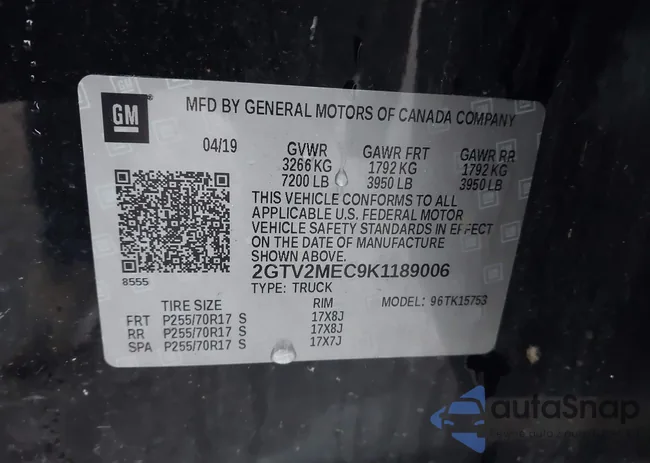 GM
MFD BY GENERAL MOTORS OF CANADA COMPANY
04/19 GVWR GAWR FRT GAWR RR
3266 KG 1792 KG 1792 KG
7200 LB 3950 LB 3950 LB
THIS VEHICLE CONFORMS TO ALL
APPLICABLE U.S. FEDERAL MOTOR
VEHICLE SAFETY STANDARDS IN EFFECT
ON THE DATE OF MANUFACTURE
SHOWN ABOVE.
8555
2GTV2MEC9K1189006
TYPE: TRUCK MODEL: 96TK15753
TIRE SIZE RIM
FRT P255/70R17 S 17X8J
RR P255/70R17 S 17X8J
SPA P255/70R17 S 17X7J
autoSnap